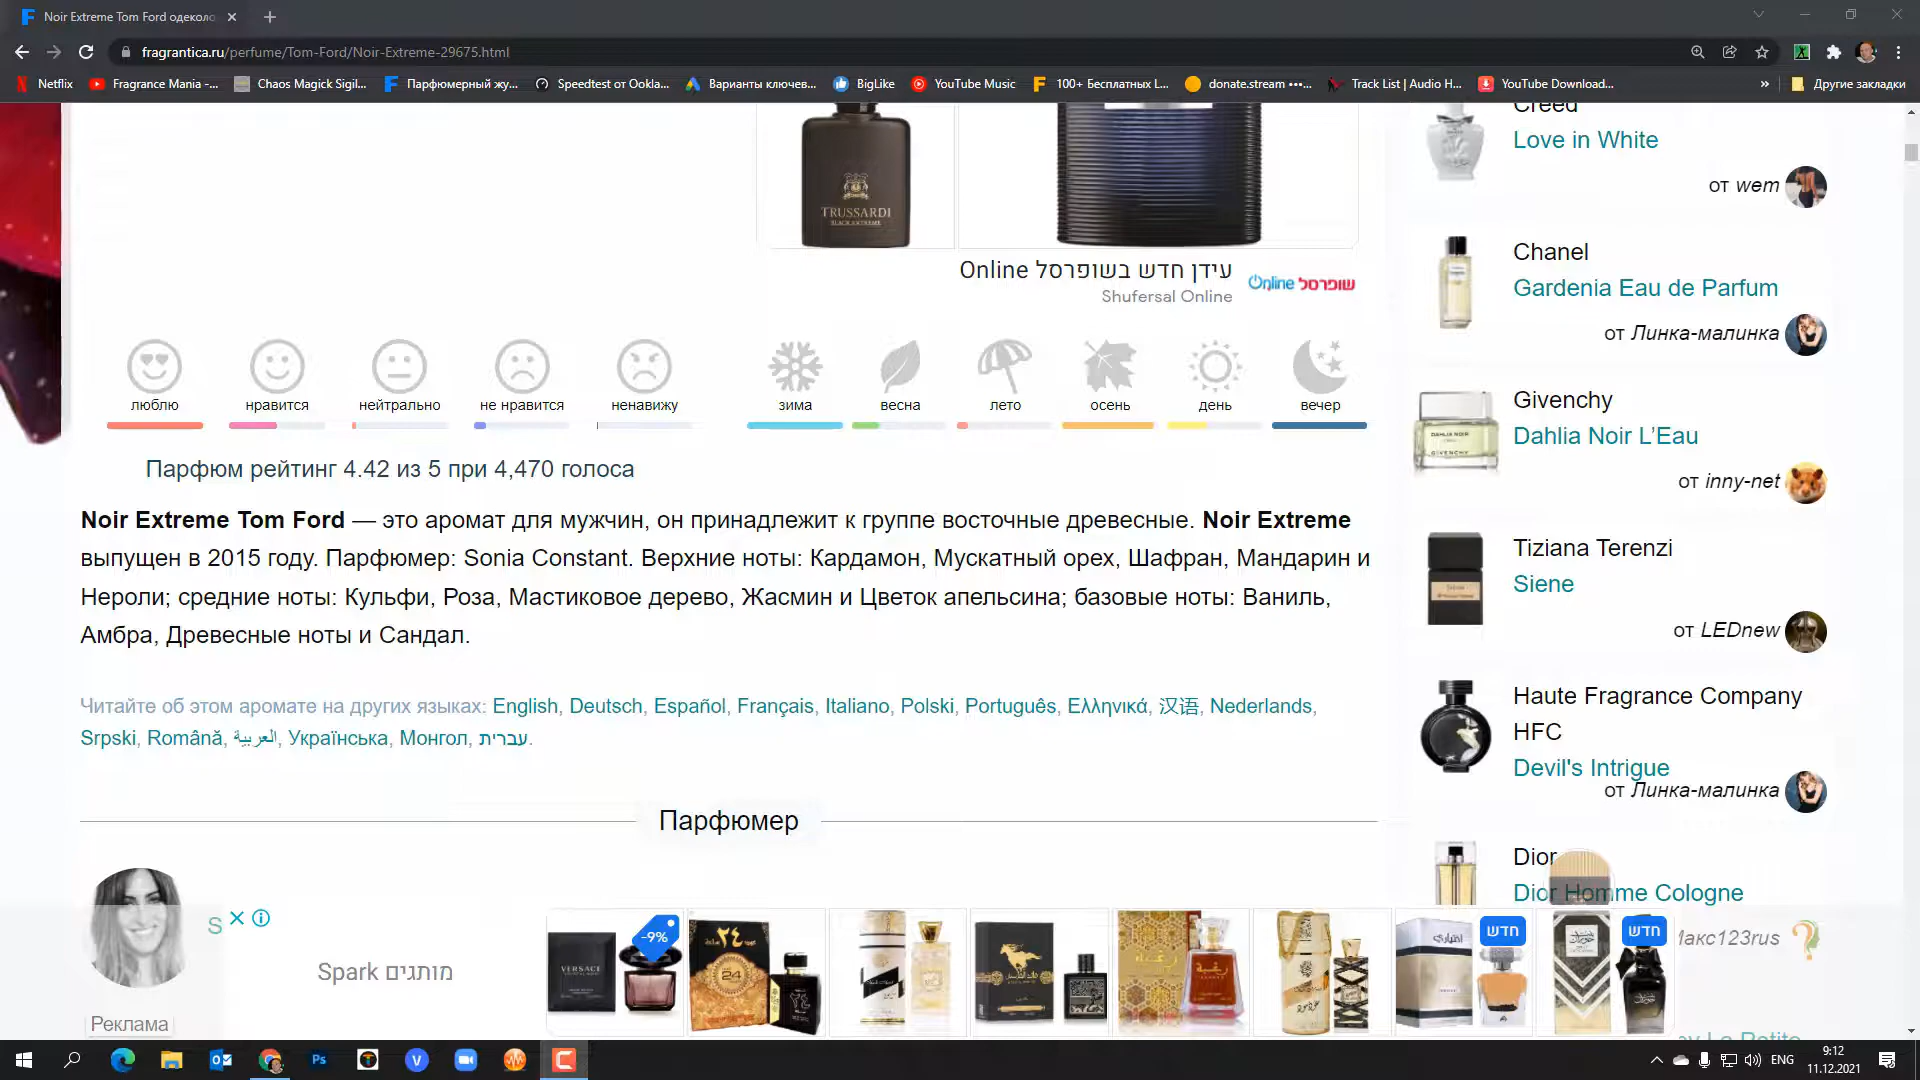 Noir Extreme Tom Ford одеколо
fragrantica.ru/perfume/Tom-Ford/Noir-Extreme-29675.html
Netflix
Fragrance Mania -...
Chaos Magick Sigil...
Парфюмерный жу...
Speedtest от Ookla...
Варианты ключев...
BigLike
YouTube Music
100+ Бесплатных L...
donate.stream ••••...
Track List | Audio H...
YouTube Download...
»
Другие закладки
TRUSSARDI
BLACK EXTREME
עידן חדש בשופרסל Online
Shufersal Online
שופרסל Online
люблю
нравится
нейтрально
не нравится
ненавижу
зима
весна
лето
осень
день
вечер
Парфюм рейтинг 4.42 из 5 при 4,470 голоса
Noir Extreme Tom Ford — это аромат для мужчин, он принадлежит к группе восточные древесные. Noir Extreme
выпущен в 2015 году. Парфюмер: Sonia Constant. Верхние ноты: Кардамон, Мускатный орех, Шафран, Мандарин и
Нероли; средние ноты: Кульфи, Роза, Мастиковое дерево, Жасмин и Цветок апельсина; базовые ноты: Ваниль,
Амбра, Древесные ноты и Сандал.
Читайте об этом аромате на других языках: English, Deutsch, Español, Français, Italiano, Polski, Português, Ελληνικά, 汉语, Nederlands,
Srpski, Română, العربية, Українська, Монгол, עברית.
Парфюмер
S
Реклама
מותגים Spark
VERSACE
-9%
24
חדש
חדש
Creed
Love in White
от wem
Chanel
Gardenia Eau de Parfum
от Линка-малинка
Givenchy
Dahlia Noir L'Eau
от inny-net
DAHLIA NOIR
GIVENCHY
Tiziana Terenzi
Siene
от LEDnew
Haute Fragrance Company
HFC
Devil's Intrigue
от Линка-малинка
Dior
Dior Homme Cologne
Макс123rus
ENG
9:12
11.12.2021